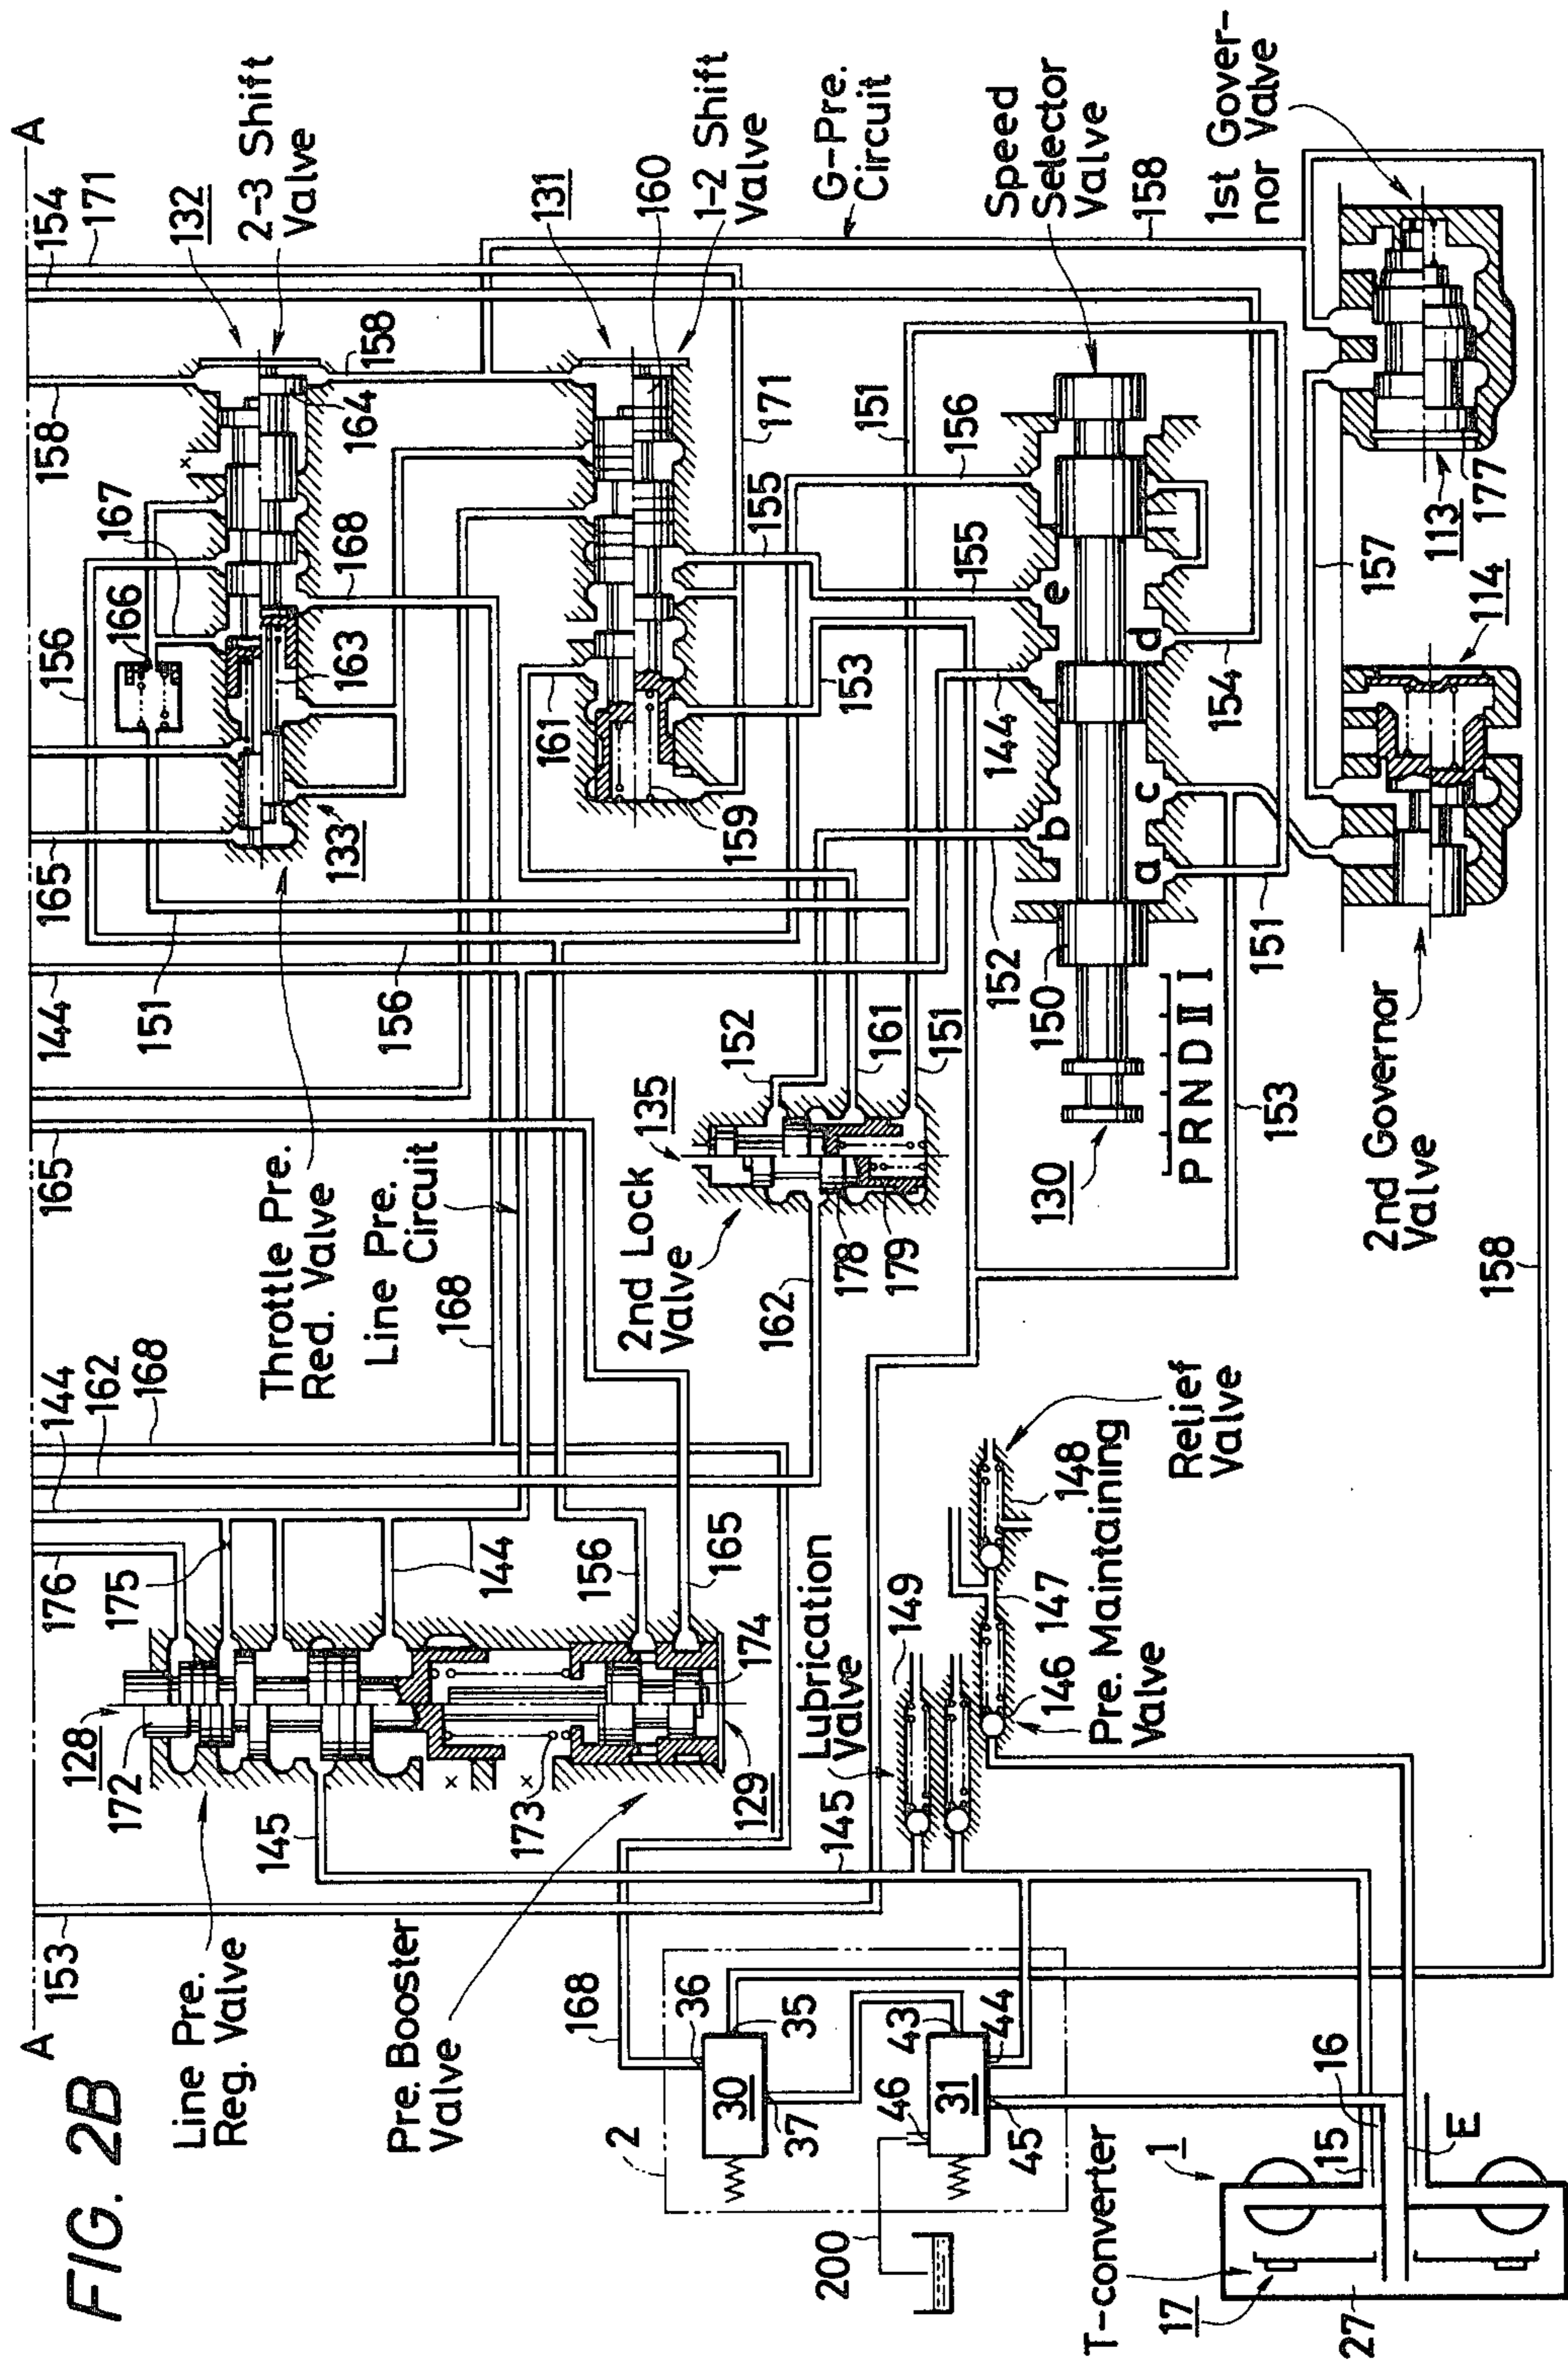 FIG. 2B
A
A
153
Line Pre.
Reg. Valve
Pre. Booster
Valve
128
172
145
173
129
176
175
144
144
162
168
156
165
174
165
Throttle Pre.
Red. Valve
Line Pre.
Circuit
168
144
151
156
165
133
156
166
167
158
163
168
164
158
132
2-3 Shift
Valve
154
171
131
160
1-2 Shift
Valve
G-Pre.
Circuit
158
161
159
153
155
171
2nd Lock
Valve
135
152
161
151
162
178
179
151
156
155
144
152
Speed
Selector
Valve
e
d
b
c
a
150
154
151
130
P R N D II I
153
1st Gover-
nor Valve
157
113
177
114
2nd Governor
Valve
158
Lubrication
Valve
149
145
146
147
148
Pre. Maintaining
Valve
Relief
Valve
168
36
35
30
37
2
43
44
31
46
45
200
T-converter
1
17
27
15
16
E